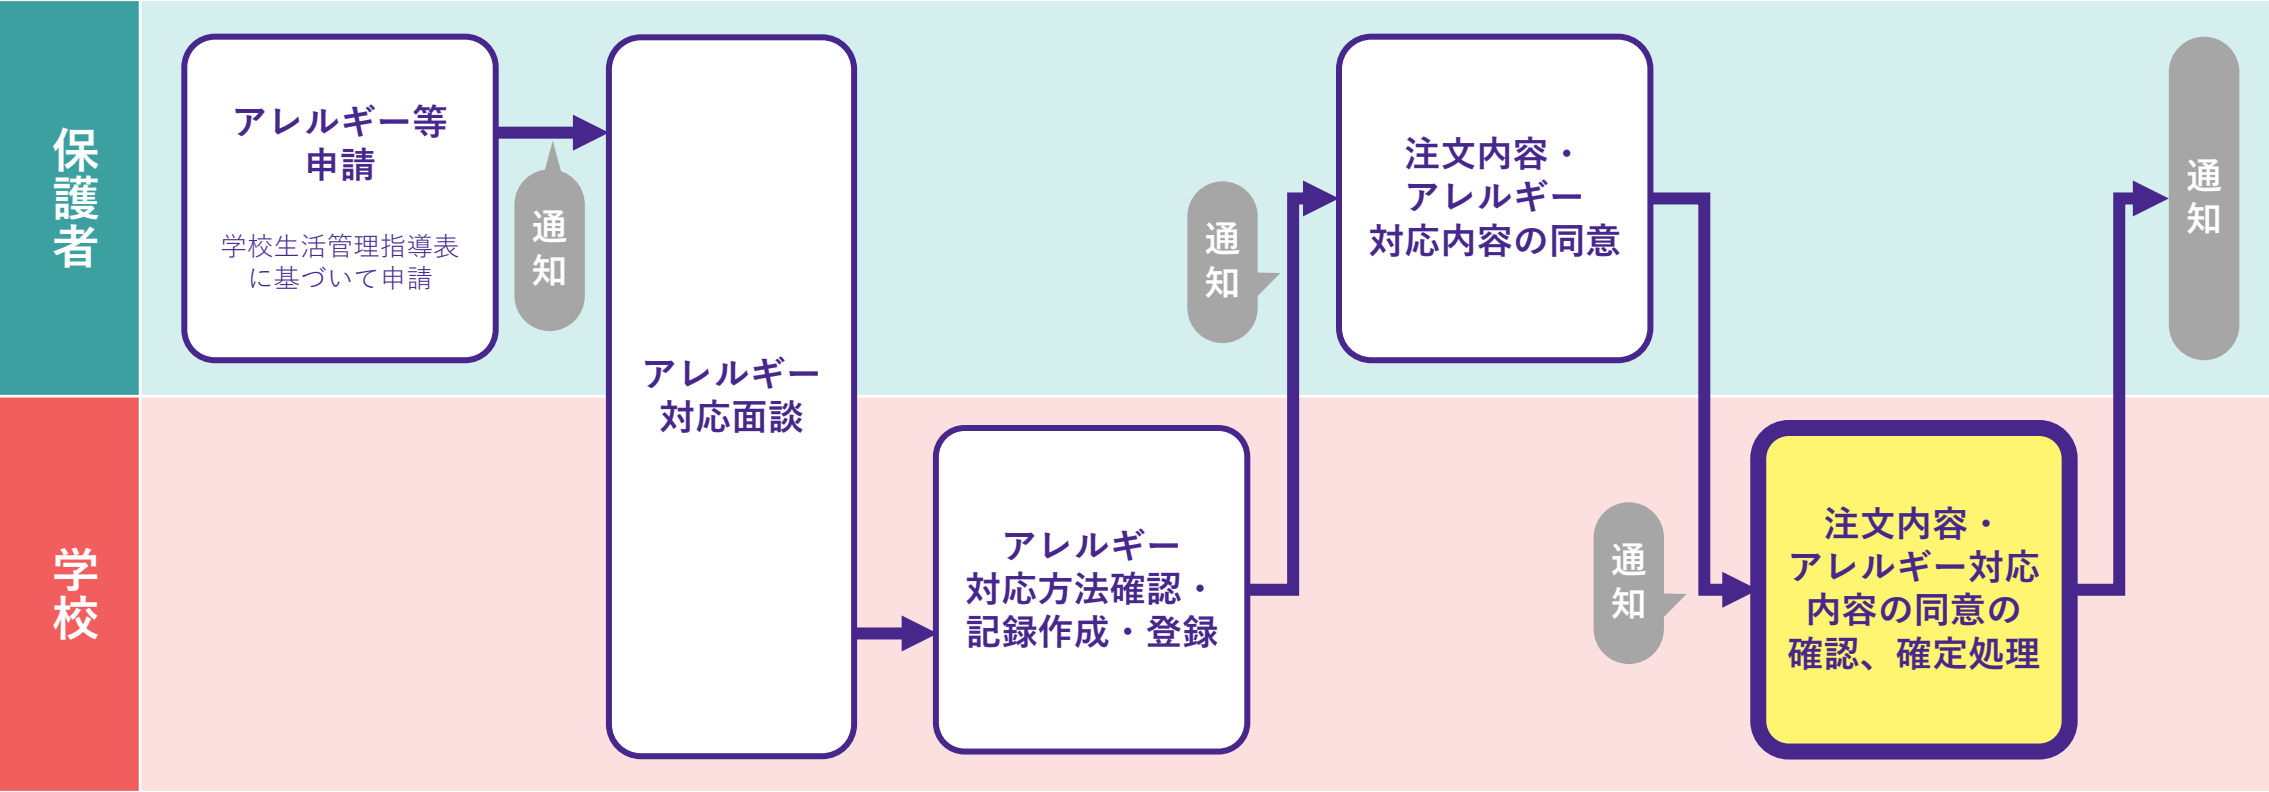 保護者
アレルギー等
申請
学校生活管理指導表
に基づいて申請
通知
アレルギー
対応面談
通知
注文内容・
アレルギー
対応内容の同意
通知
学校
アレルギー
対応方法確認・
記録作成・登録
通知
注文内容・
アレルギー対応
内容の同意の
確認、確定処理